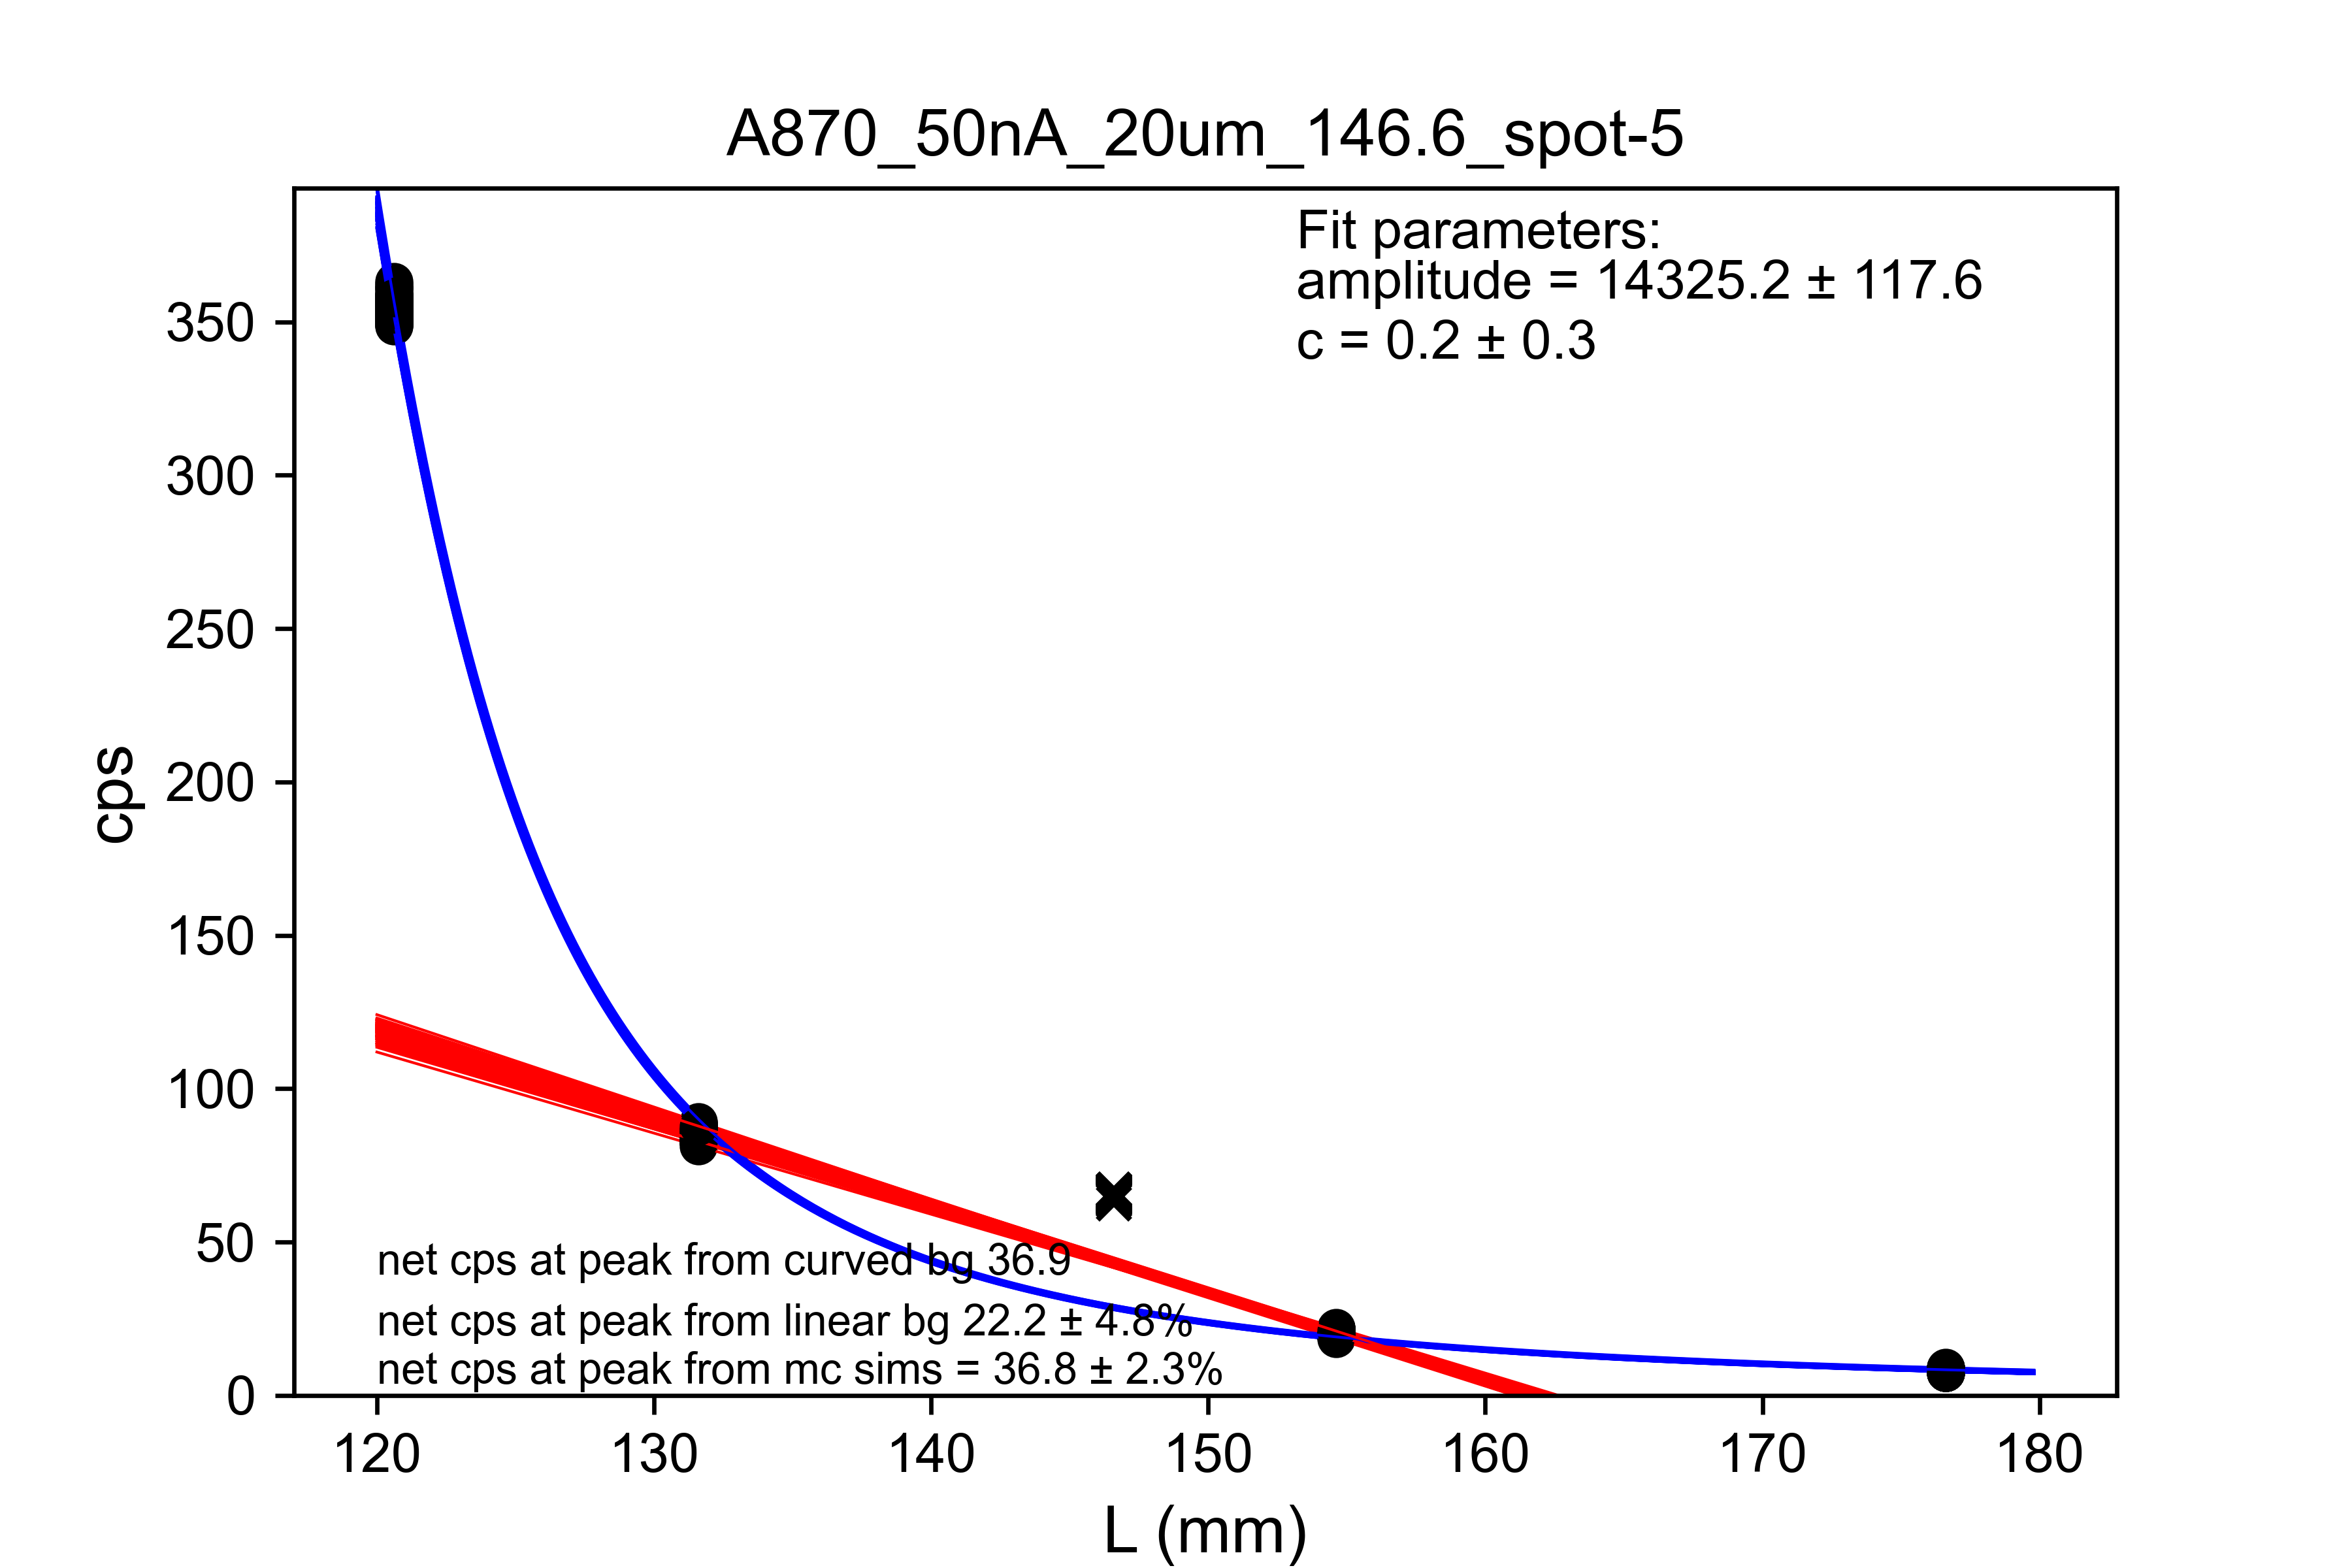 A870_50nA_20um_146.6_spot-5
Fit parameters:
amplitude = 14325.2 ± 117.6
c = 0.2 ± 0.3
350
300
250
200
150
100
50
0
cps
net cps at peak from curved bg 36.9
net cps at peak from linear bg 22.2 ± 4.8%
net cps at peak from mc sims = 36.8 ± 2.3%
120 130 140 150 160 170 180
L (mm)